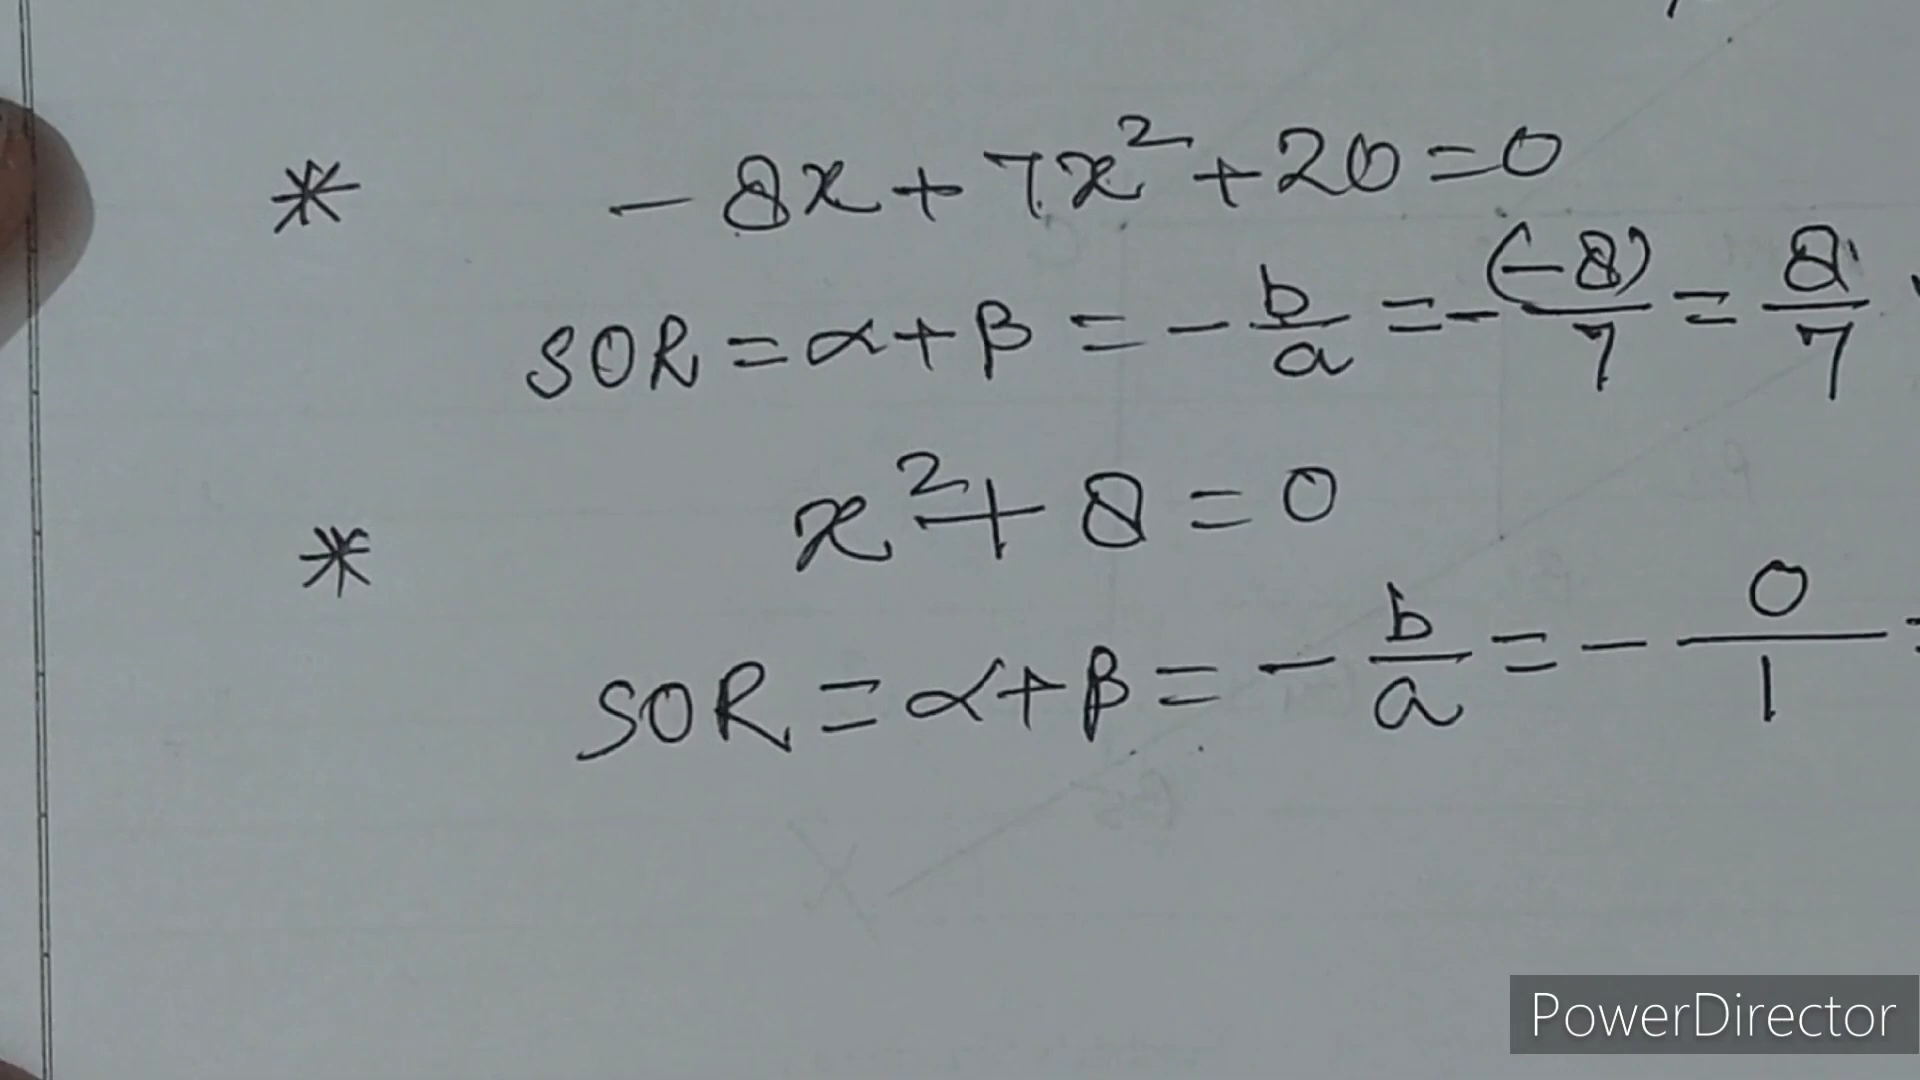 * − 8x + 7x² + 20 = 0
SOR = α + β = − b/a = − (−8)/7 = 8/7
* x² + 8 = 0
SOR = α + β = − b/a = − 0/1 =
PowerDirector